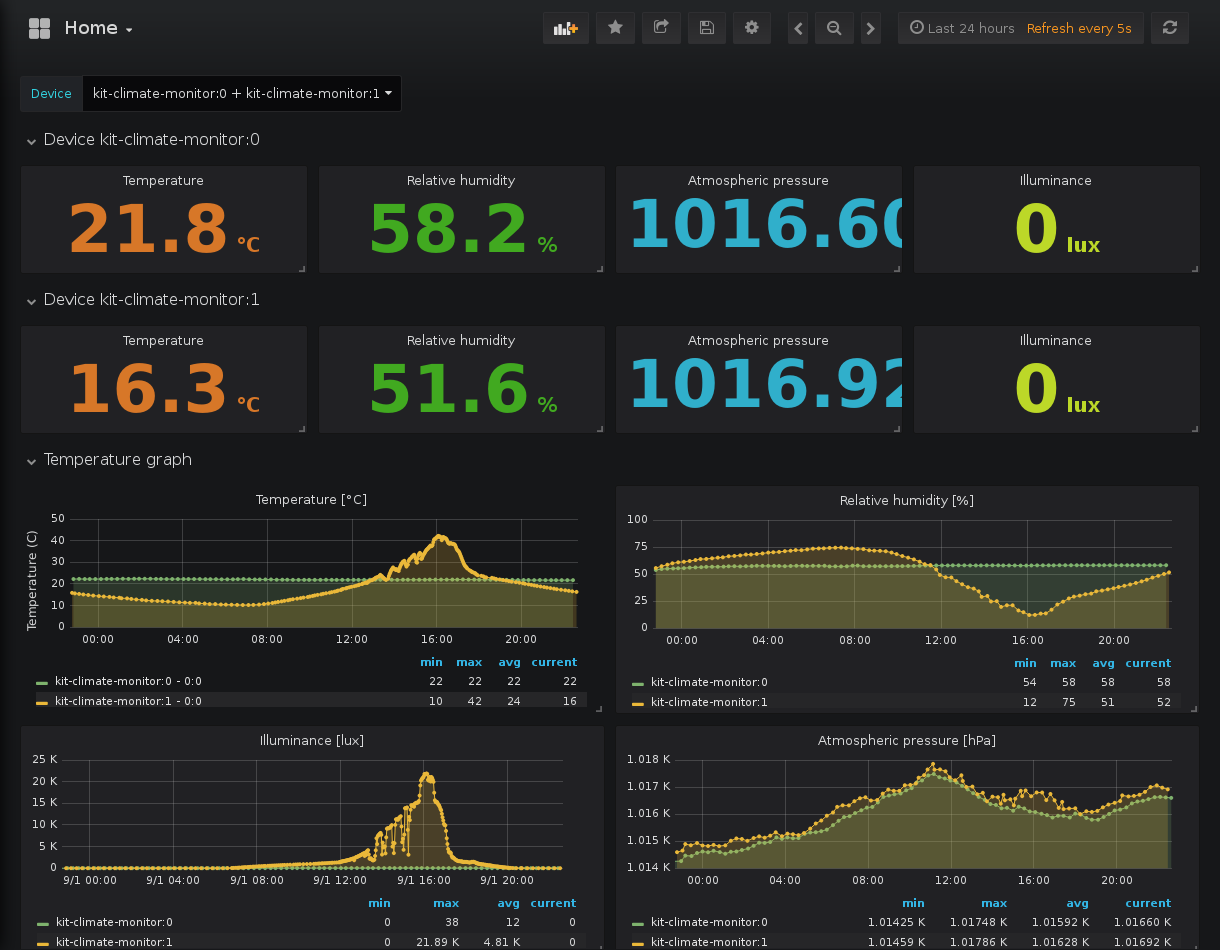 Home
Last 24 hours Refresh every 5s
Device kit-climate-monitor:0 + kit-climate-monitor:1
Device kit-climate-monitor:0
Temperature Relative humidity Atmospheric pressure Illuminance
21.8 °C 58.2 % 1016.60 0 lux
Device kit-climate-monitor:1
Temperature Relative humidity Atmospheric pressure Illuminance
16.3 °C 51.6 % 1016.92 0 lux
Temperature graph
Temperature [°C]
Temperature (C)
50
40
30
20
10
0
00:00 04:00 08:00 12:00 16:00 20:00
min max avg current
kit-climate-monitor:0 - 0:0 22 22 22 22
kit-climate-monitor:1 - 0:0 10 42 24 16
Relative humidity [%]
100
75
50
25
0
00:00 04:00 08:00 12:00 16:00 20:00
min max avg current
kit-climate-monitor:0 54 58 58 58
kit-climate-monitor:1 12 75 51 52
Illuminance [lux]
25 K
20 K
15 K
10 K
5 K
0
9/1 00:00 9/1 04:00 9/1 08:00 9/1 12:00 9/1 16:00 9/1 20:00
min max avg current
kit-climate-monitor:0 0 38 12 0
kit-climate-monitor:1 0 21.89 K 4.81 K 0
Atmospheric pressure [hPa]
1.018 K
1.017 K
1.016 K
1.015 K
1.014 K
00:00 04:00 08:00 12:00 16:00 20:00
min max avg current
kit-climate-monitor:0 1.01425 K 1.01748 K 1.01592 K 1.01660 K
kit-climate-monitor:1 1.01459 K 1.01786 K 1.01628 K 1.01692 K